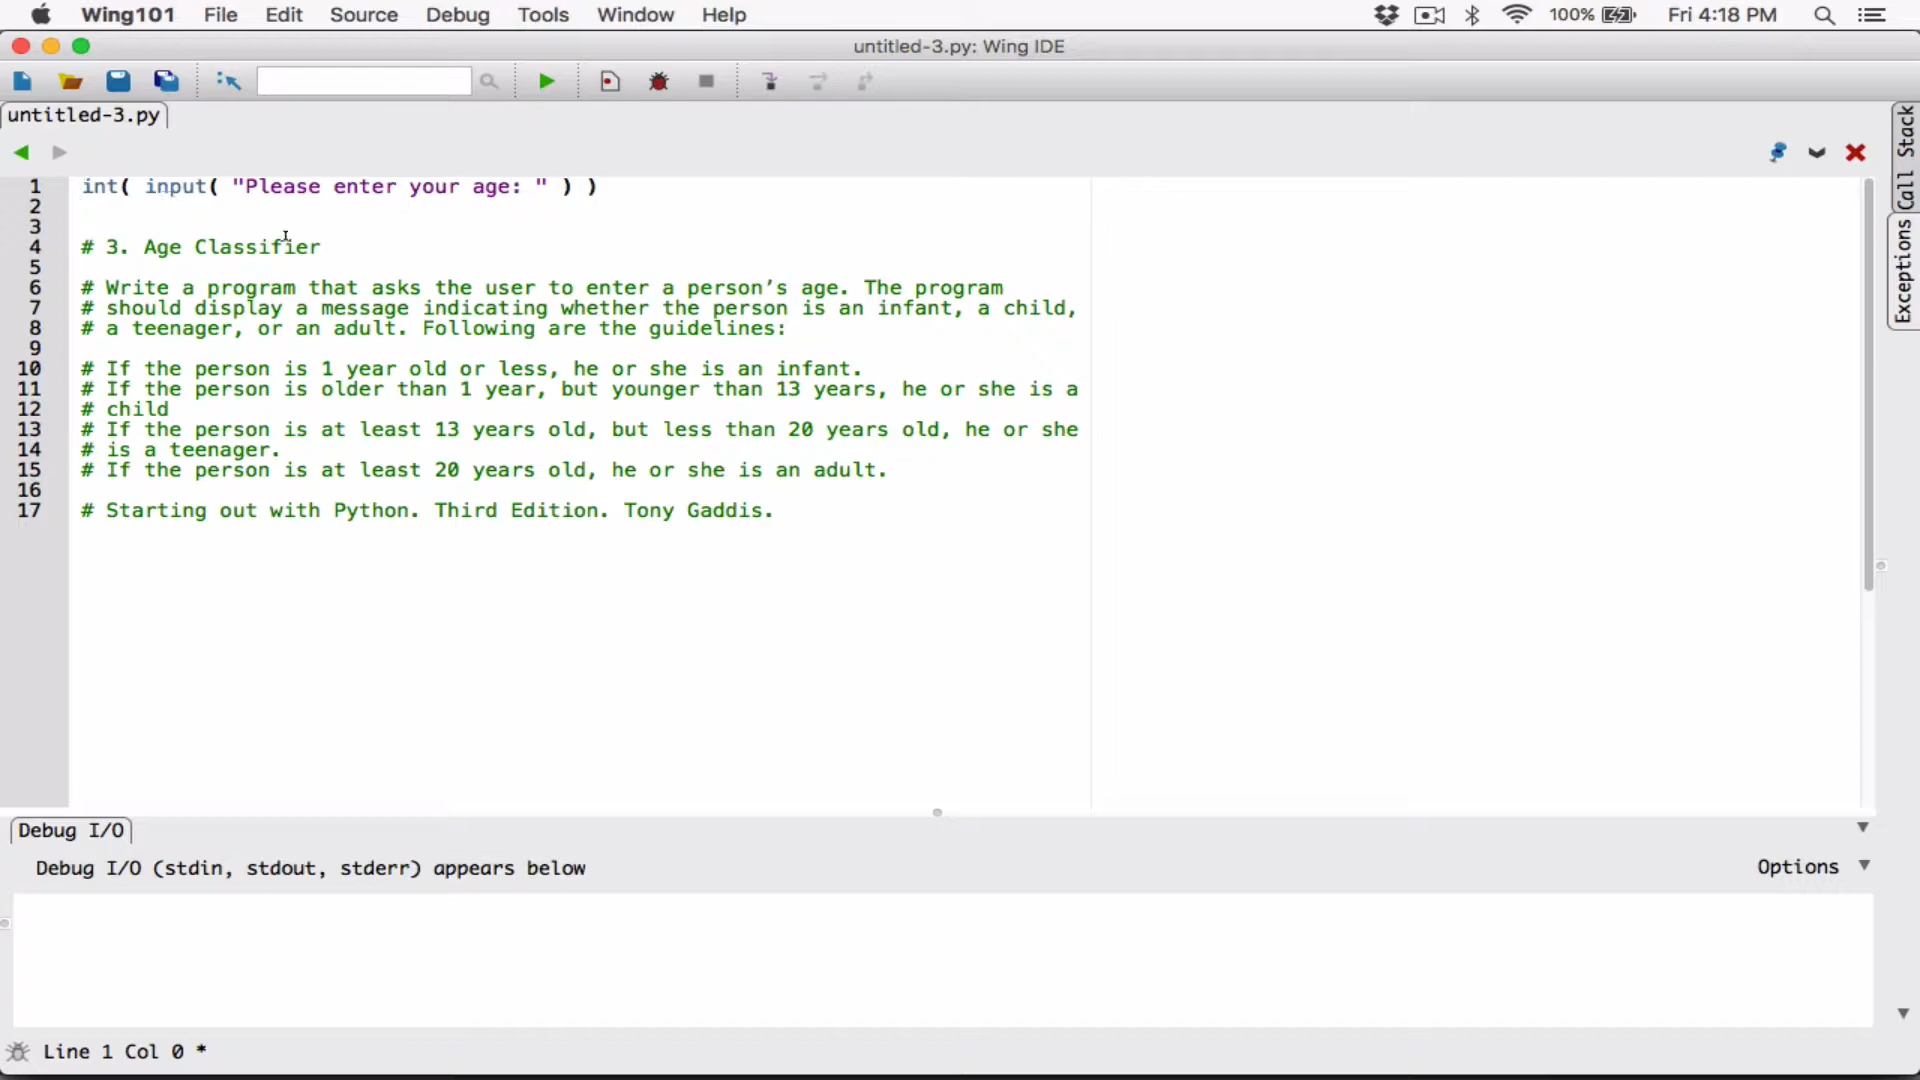 Wing101 File Edit Source Debug Tools Window Help 100% Fri 4:18 PM
untitled-3.py: Wing IDE
untitled-3.py
1 int( input( "Please enter your age: " ) )
2
3
4 # 3. Age Classifier
5
6 # Write a program that asks the user to enter a person’s age. The program
7 # should display a message indicating whether the person is an infant, a child,
8 # a teenager, or an adult. Following are the guidelines:
9
10 # If the person is 1 year old or less, he or she is an infant.
11 # If the person is older than 1 year, but younger than 13 years, he or she is a
12 # child
13 # If the person is at least 13 years old, but less than 20 years old, he or she
14 # is a teenager.
15 # If the person is at least 20 years old, he or she is an adult.
16
17 # Starting out with Python. Third Edition. Tony Gaddis.
Call Stack
Exceptions
Debug I/O
Debug I/O (stdin, stdout, stderr) appears below
Options
Line 1 Col 0 *